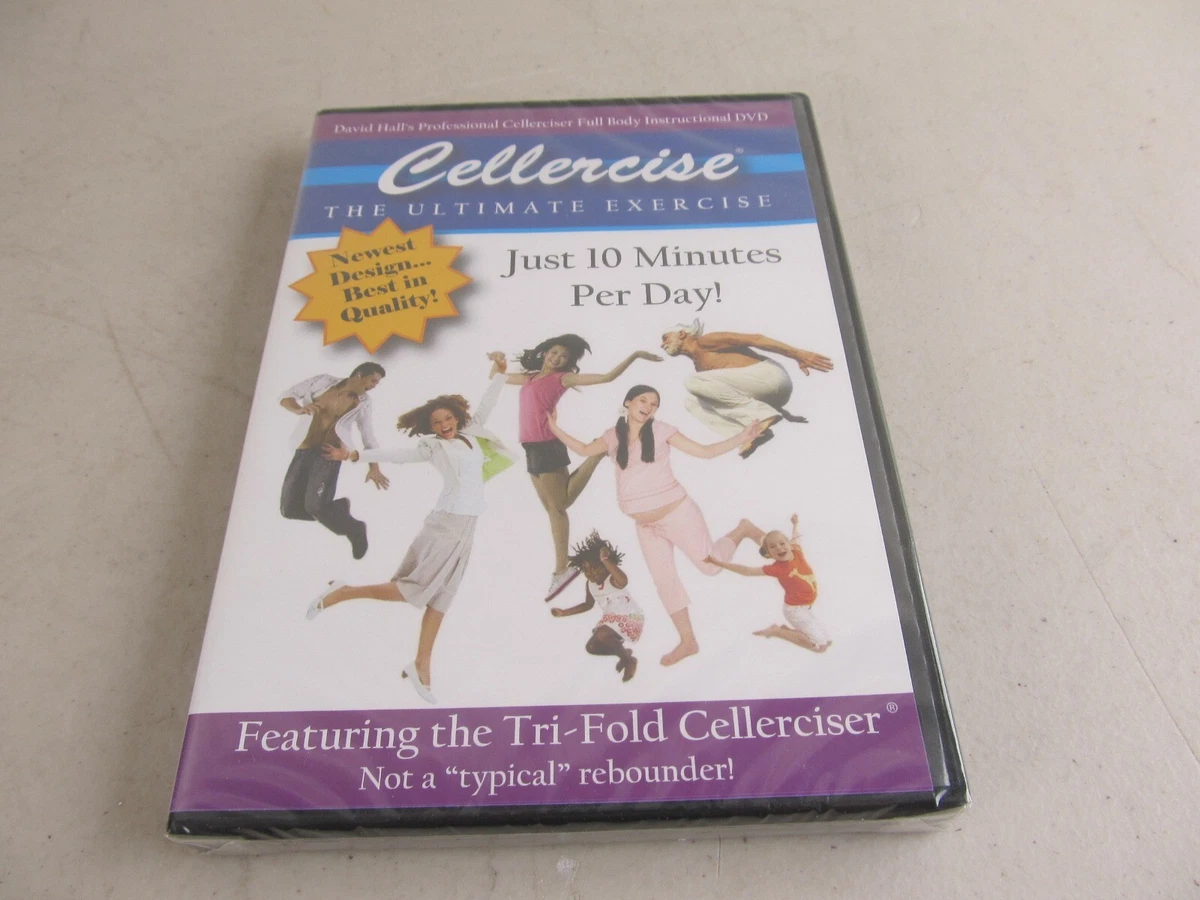 David Hall's Professional Cellerciser Full Body Instructional DVD
Cellercise®
THE ULTIMATE EXERCISE
Newest
Design...
Best in
Quality!
Just 10 Minutes
Per Day!
Featuring the Tri-Fold Cellerciser®
Not a “typical” rebounder!